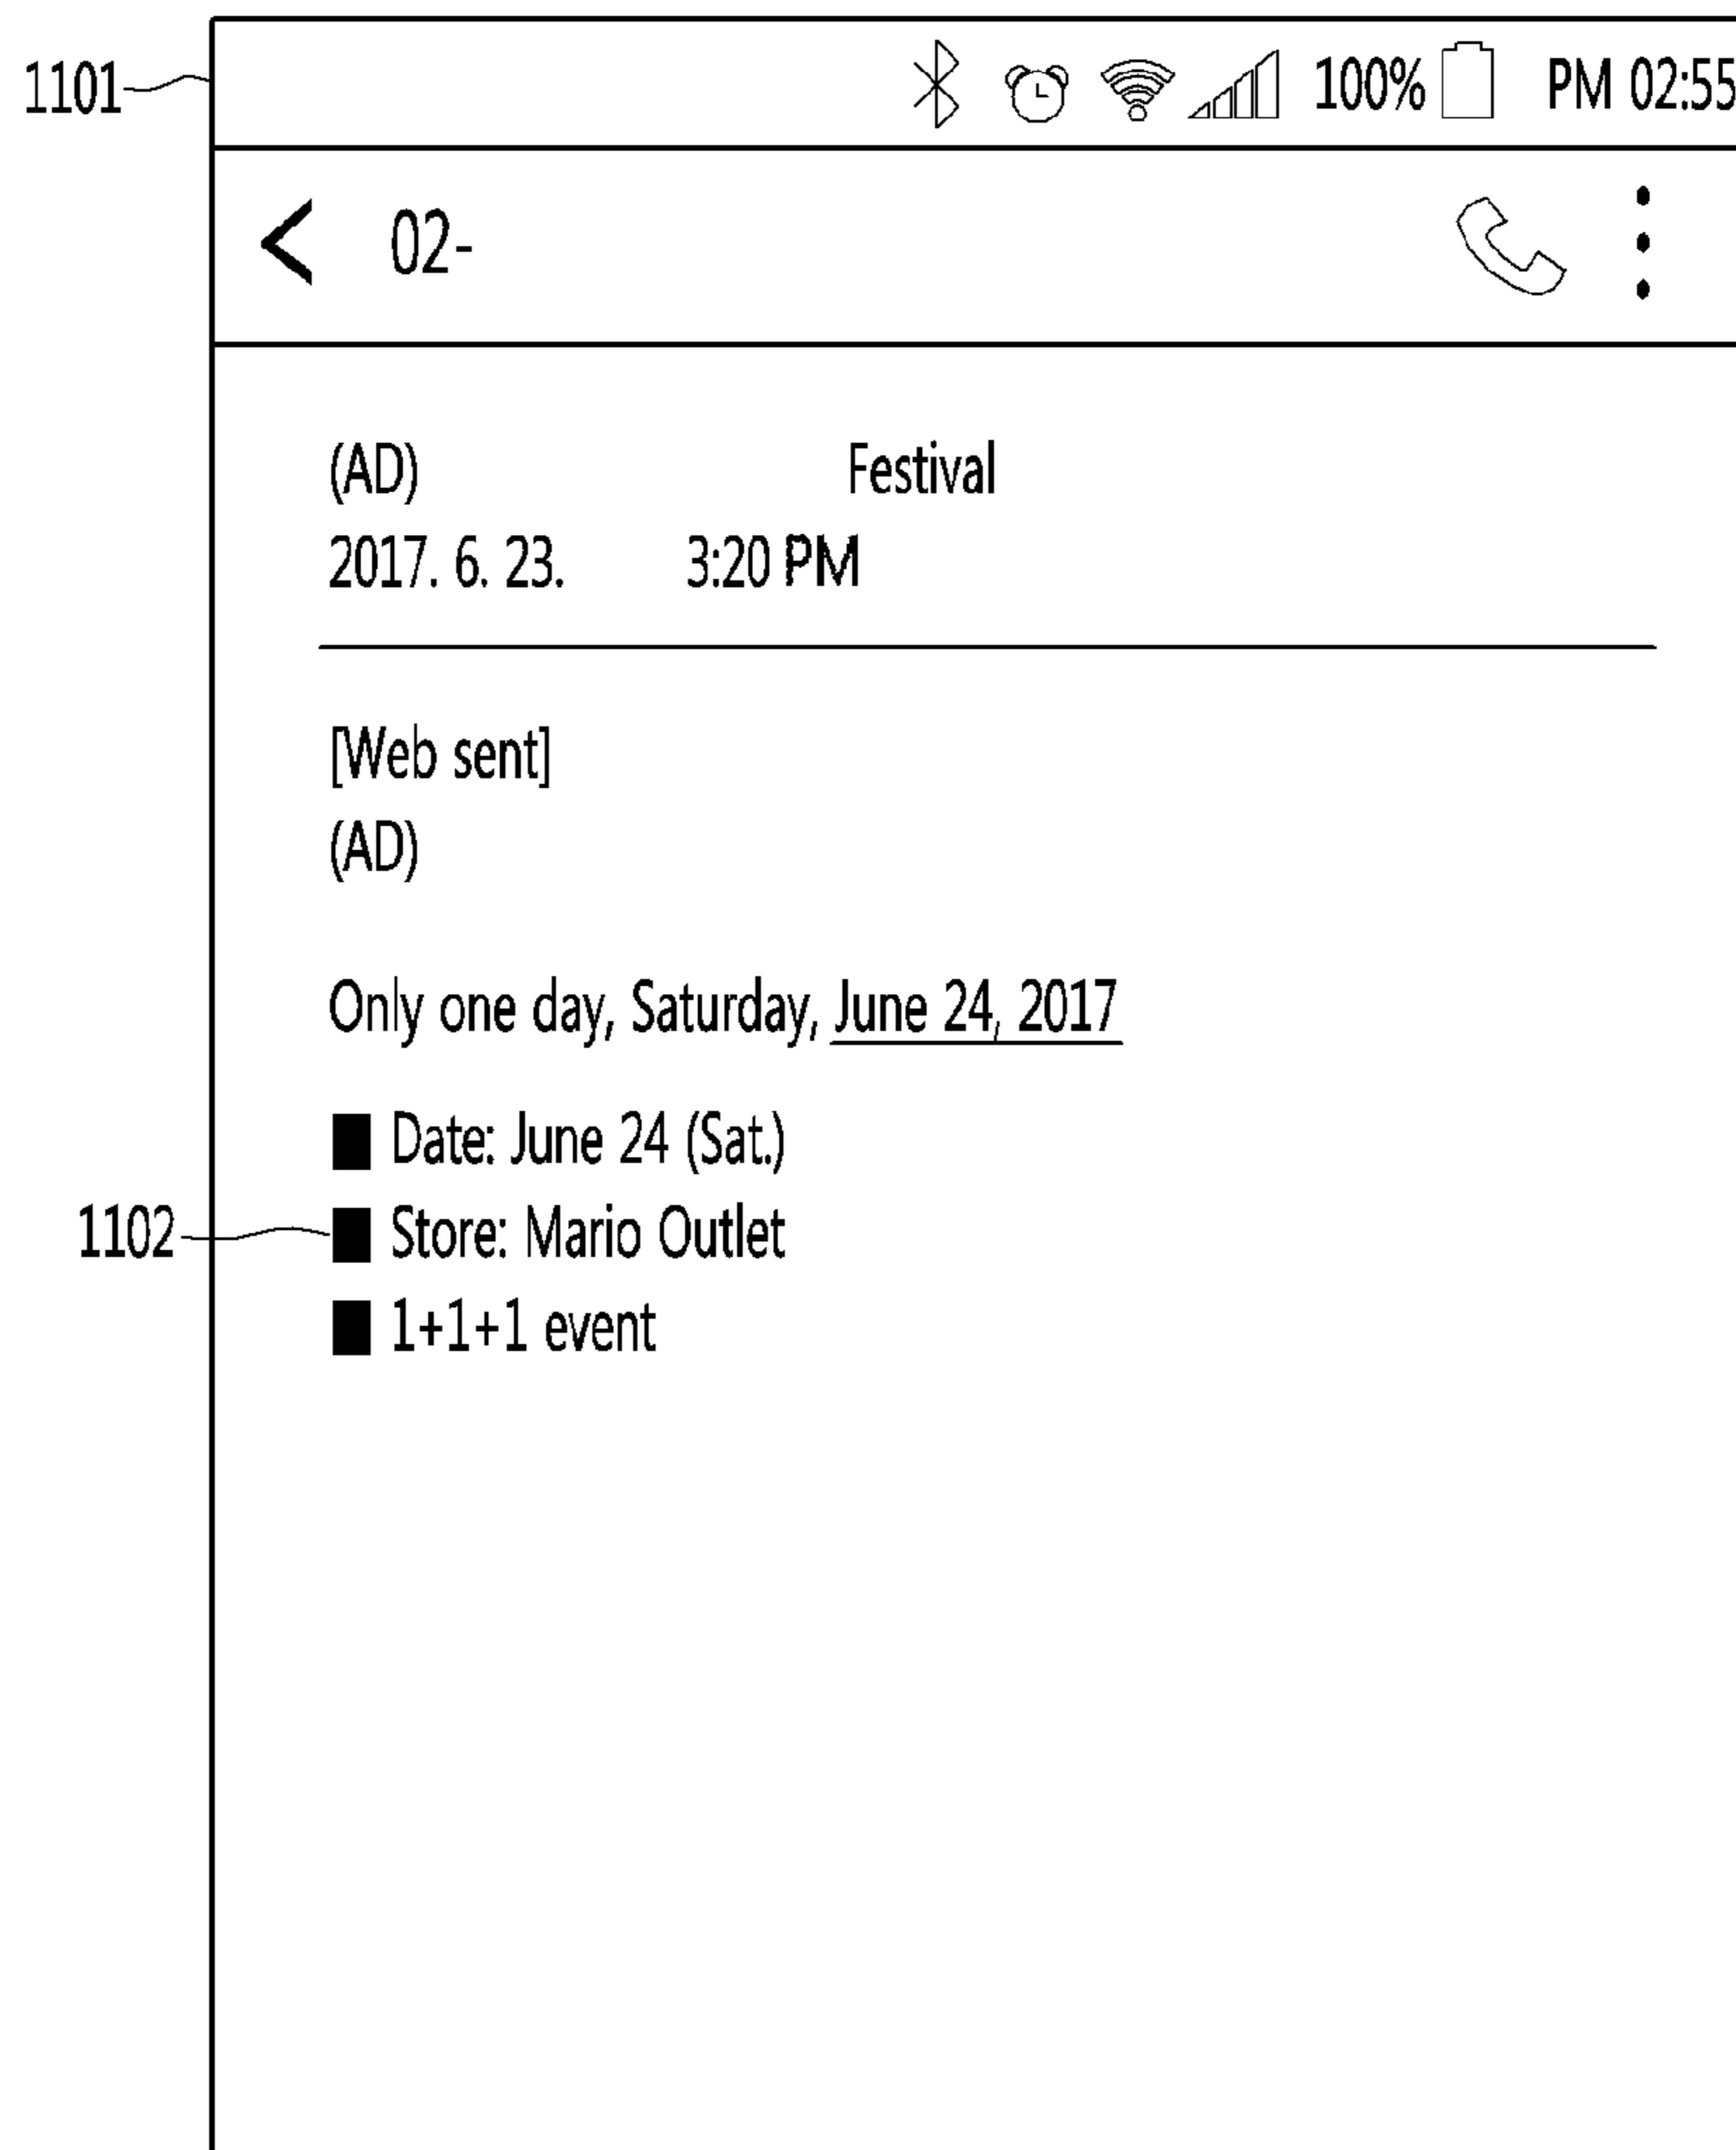 1101
100% PM 02:55
02-
(AD) Festival
2017. 6. 23. 3:20 PM
[Web sent]
(AD)
Only one day, Saturday, June 24, 2017
■ Date: June 24 (Sat.)
1102 ■ Store: Mario Outlet
■ 1+1+1 event